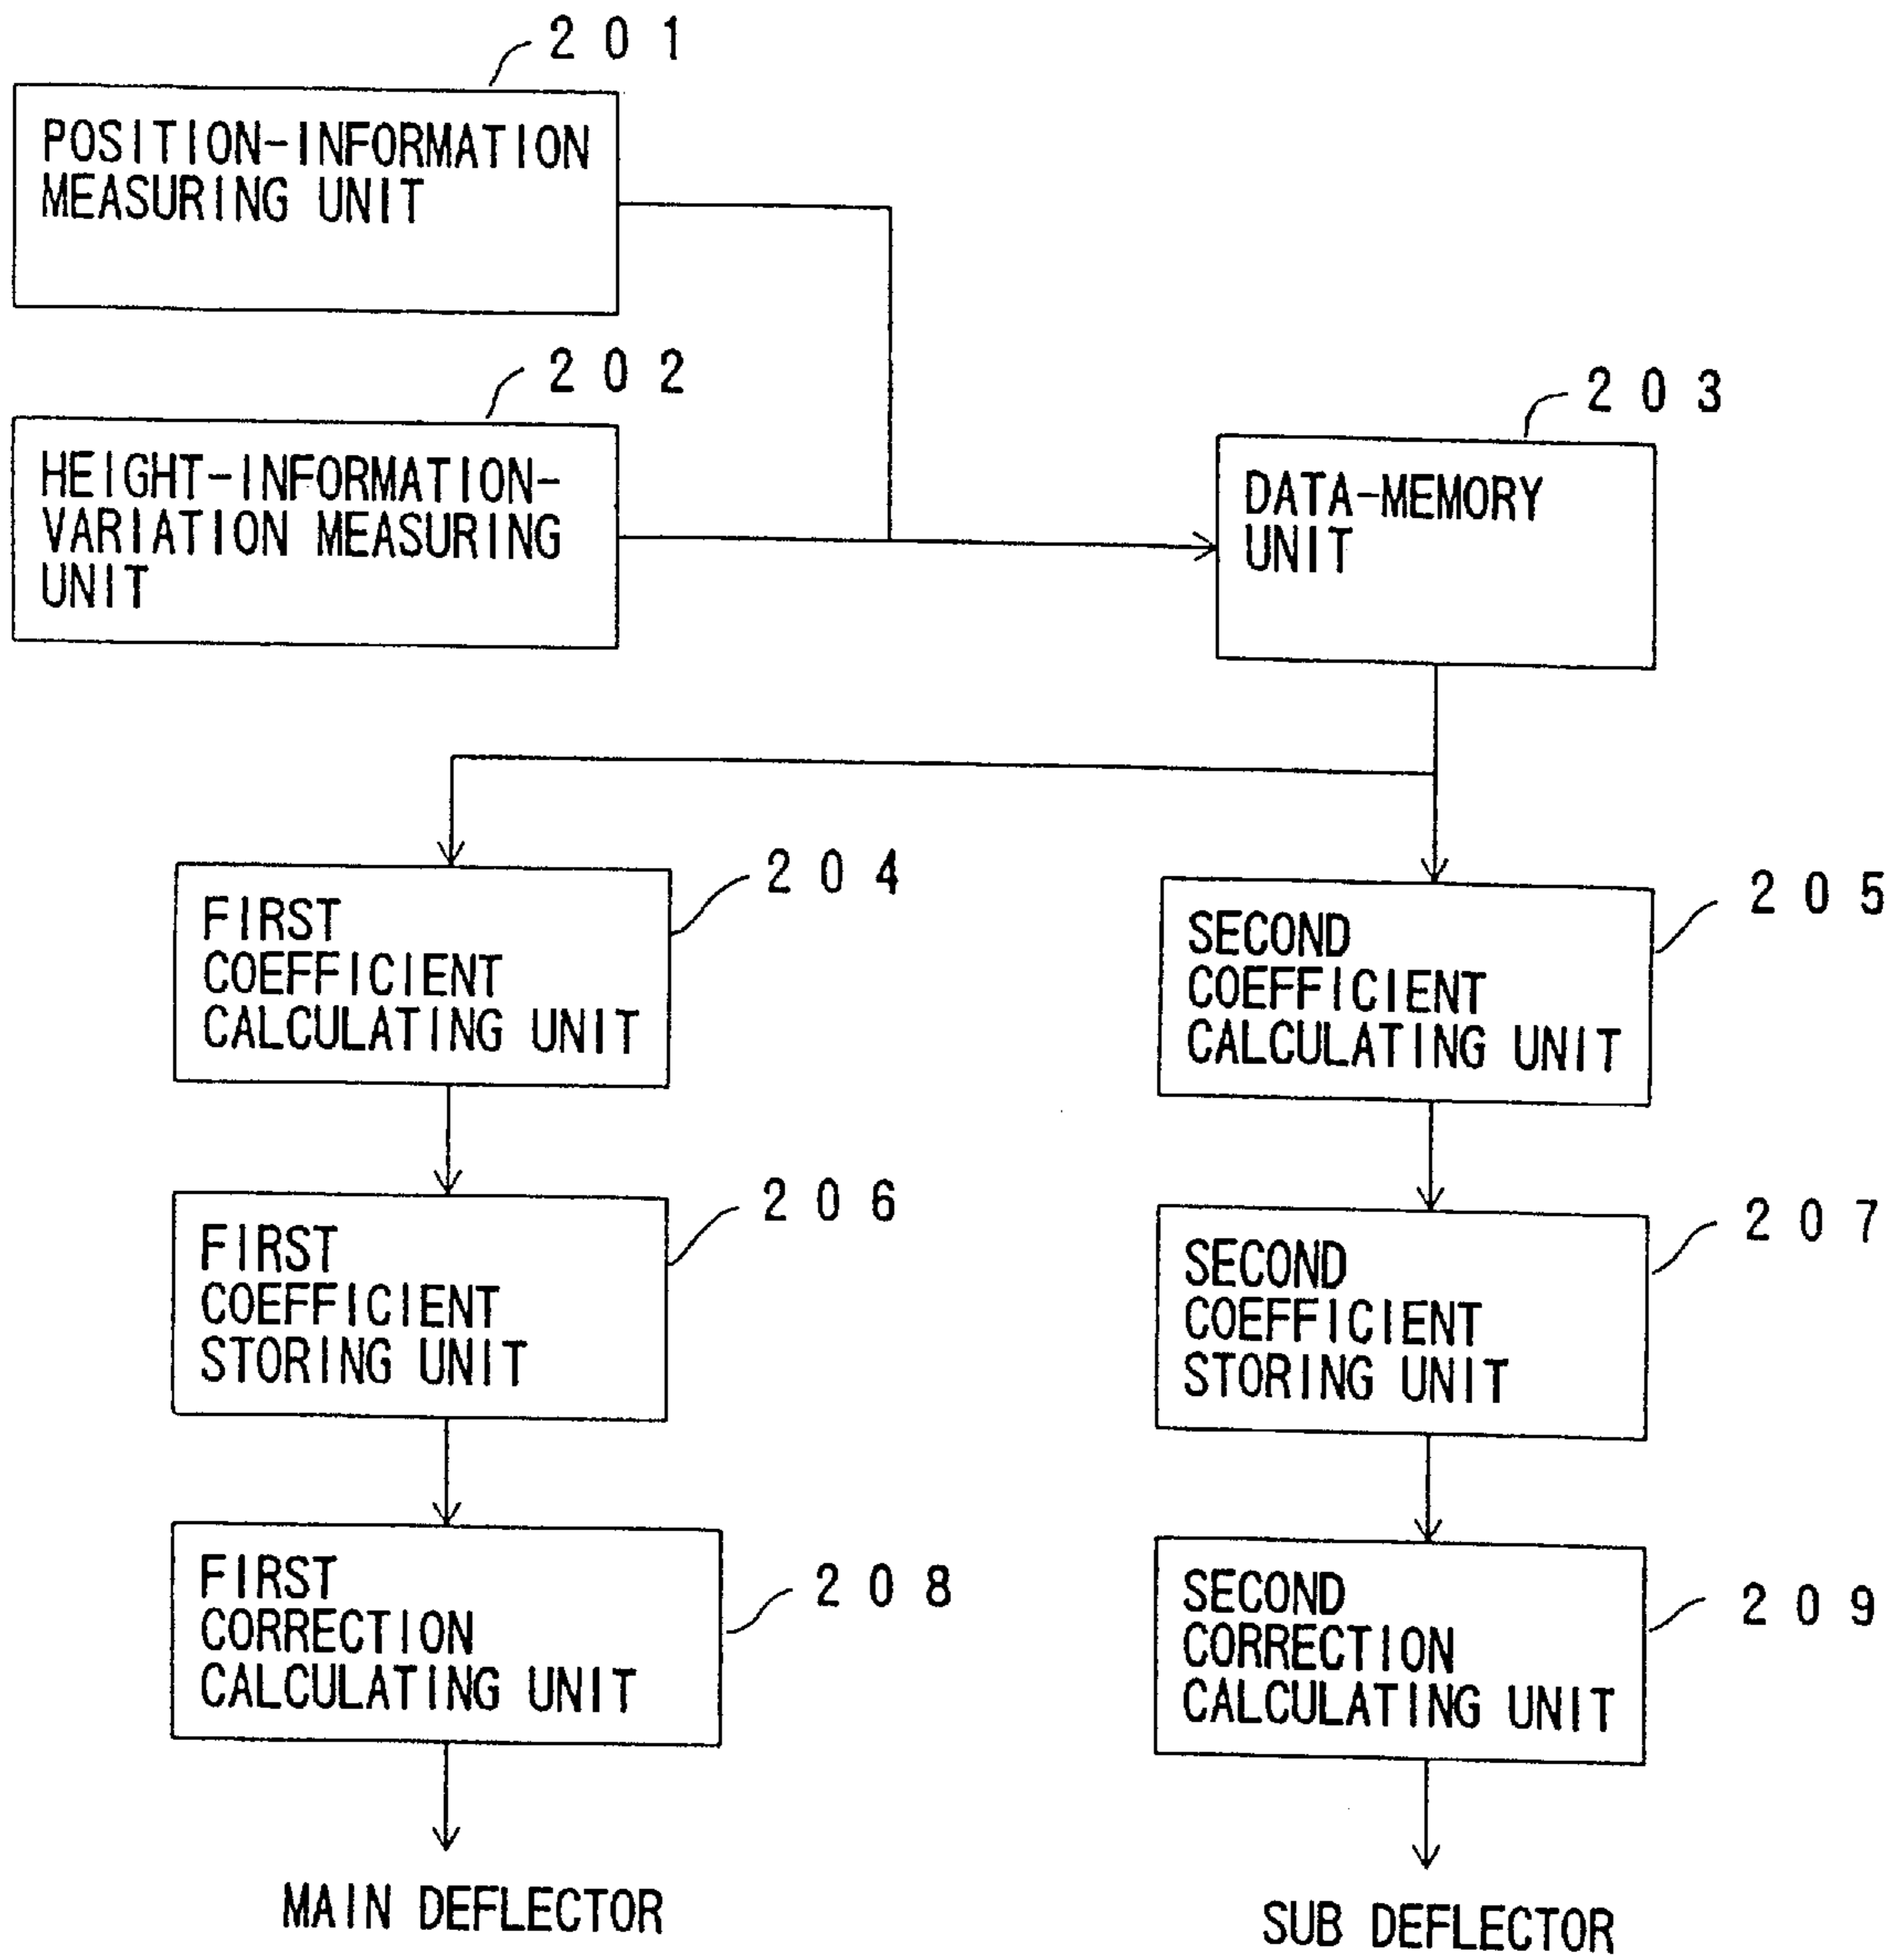 201
POSITION-INFORMATION
MEASURING UNIT
202
HEIGHT-INFORMATION-
VARIATION MEASURING
UNIT
203
DATA-MEMORY
UNIT
204
FIRST
COEFFICIENT
CALCULATING UNIT
205
SECOND
COEFFICIENT
CALCULATING UNIT
206
FIRST
COEFFICIENT
STORING UNIT
207
SECOND
COEFFICIENT
STORING UNIT
208
FIRST
CORRECTION
CALCULATING UNIT
209
SECOND
CORRECTION
CALCULATING UNIT
MAIN DEFLECTOR
SUB DEFLECTOR